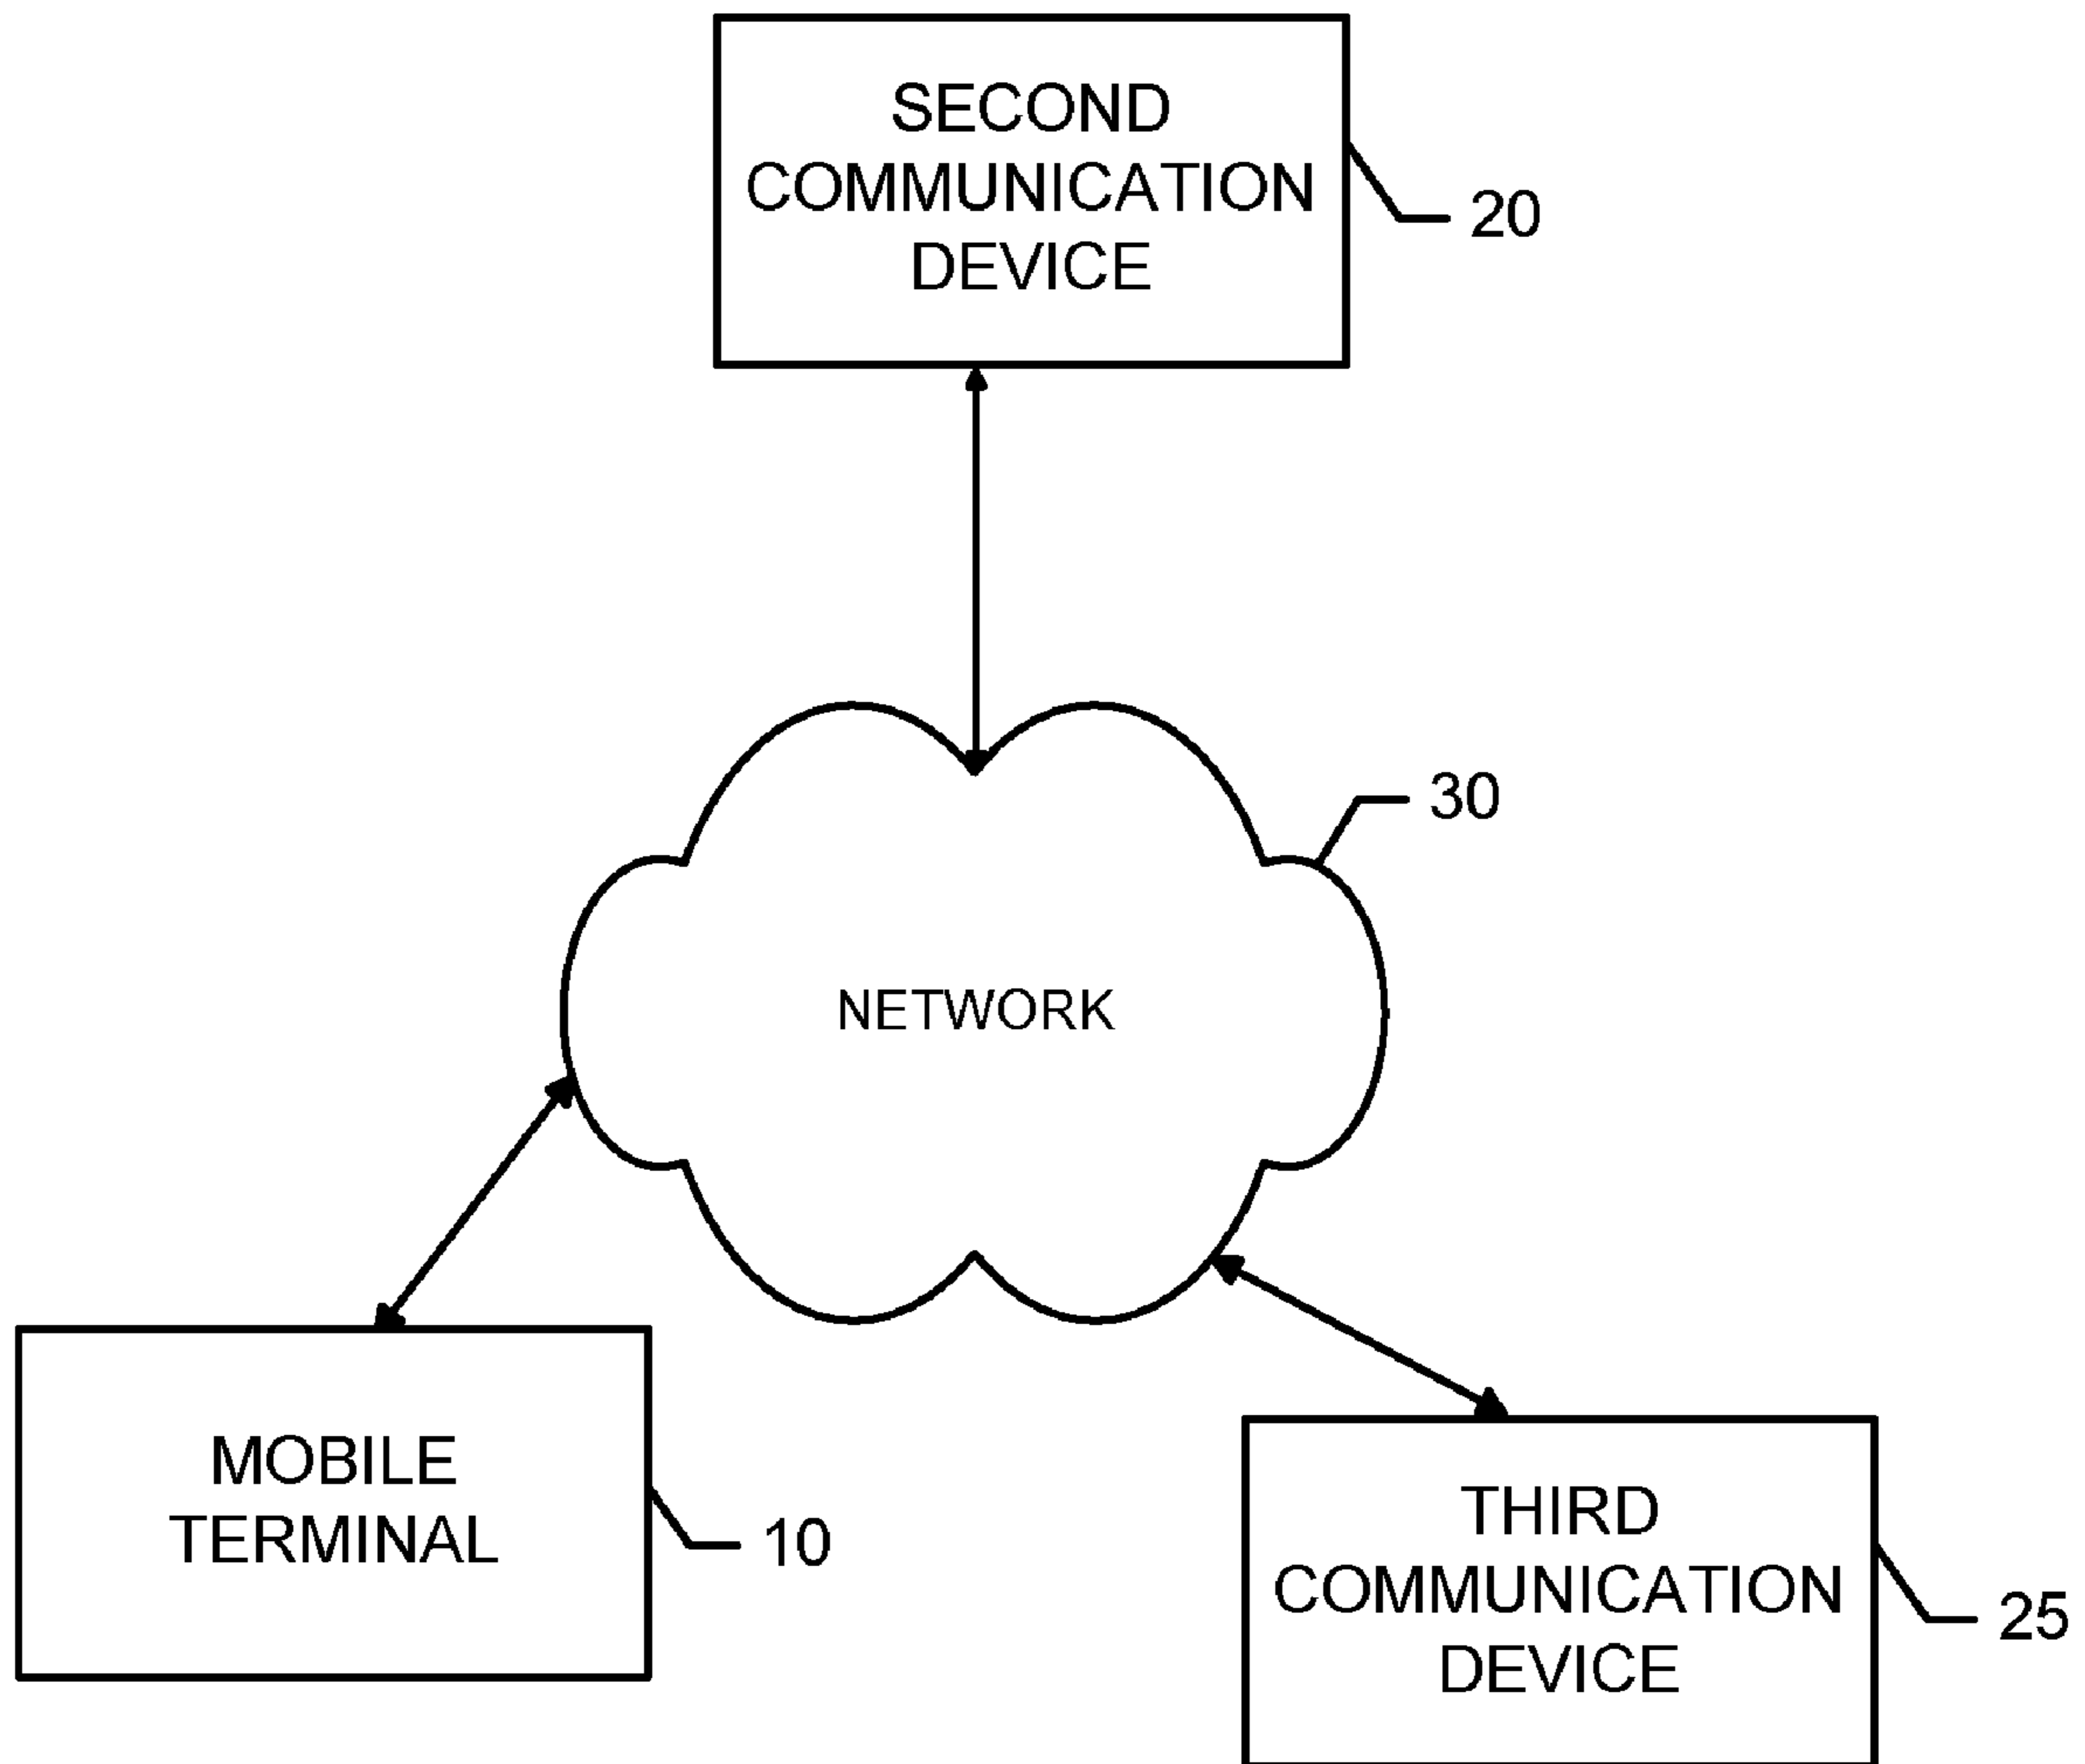 SECOND
COMMUNICATION
DEVICE
20
30
NETWORK
MOBILE
TERMINAL
10
THIRD
COMMUNICATION
DEVICE
25